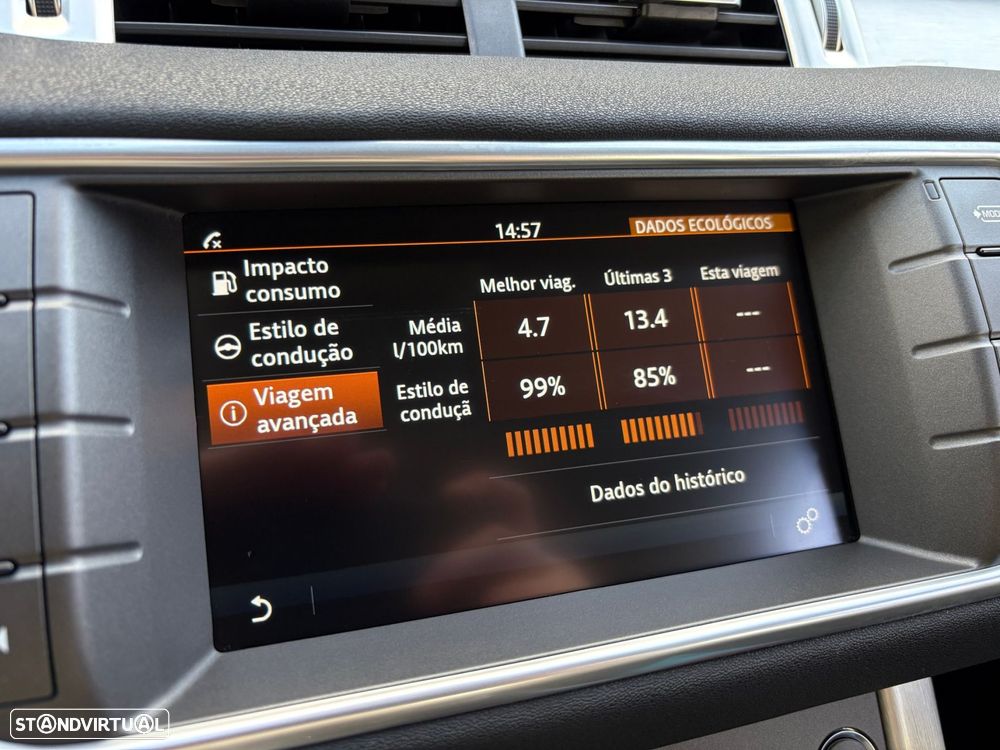 14:57
DADOS ECOLÓGICOS
Impacto
consumo
Estilo de
condução
Viagem
avançada
Melhor viag.
Últimas 3
Esta viagem
Média
l/100km
4.7
13.4
---
Estilo de
conduçã
99%
85%
---
Dados do histórico
STANDVIRTUAL